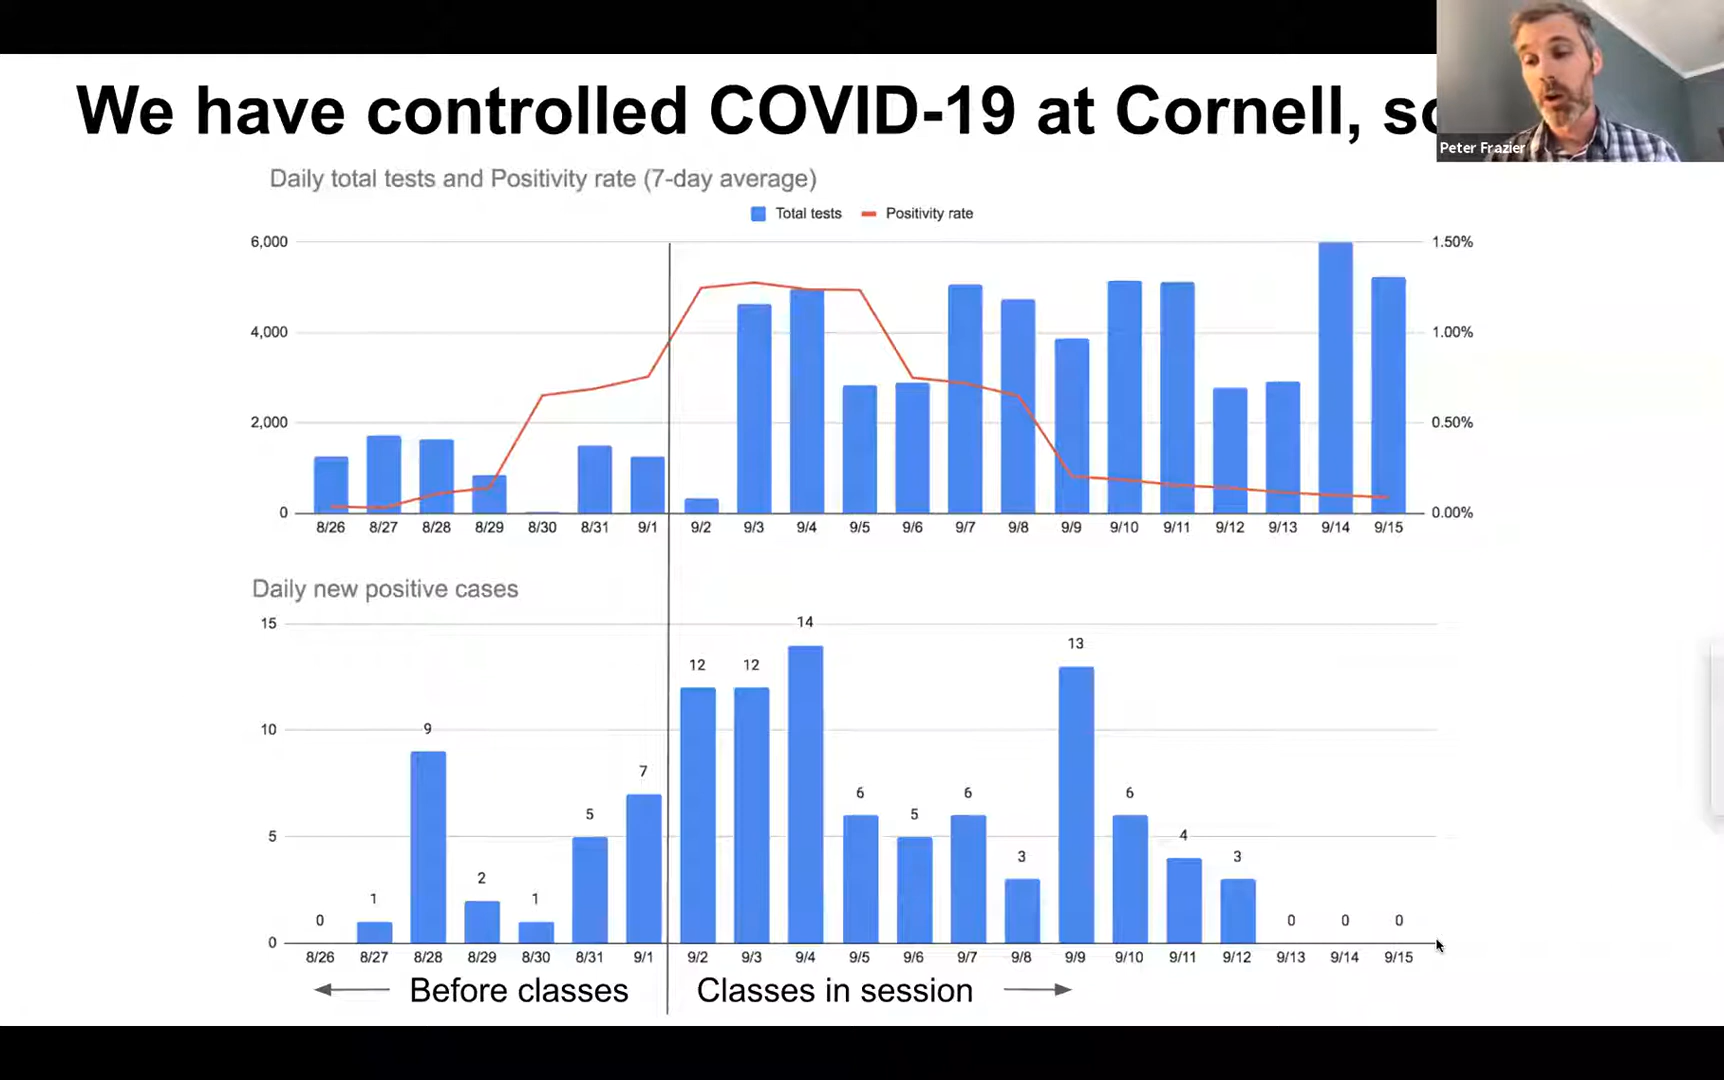 We have controlled COVID-19 at Cornell,
Peter Frazier
Daily total tests and Positivity rate (7-day average)
Total tests Positivity rate
6,000 1.50%
4,000 1.00%
2,000 0.50%
0 0.00%
8/26 8/27 8/28 8/29 8/30 8/31 9/1 9/2 9/3 9/4 9/5 9/6 9/7 9/8 9/9 9/10 9/11 9/12 9/13 9/14 9/15
Daily new positive cases
15
10
5
0
0 1 9 2 1 5 7 12 12 14 6 5 6 3 13 6 4 3 0 0 0
8/26 8/27 8/28 8/29 8/30 8/31 9/1 9/2 9/3 9/4 9/5 9/6 9/7 9/8 9/9 9/10 9/11 9/12 9/13 9/14 9/15
Before classes Classes in session